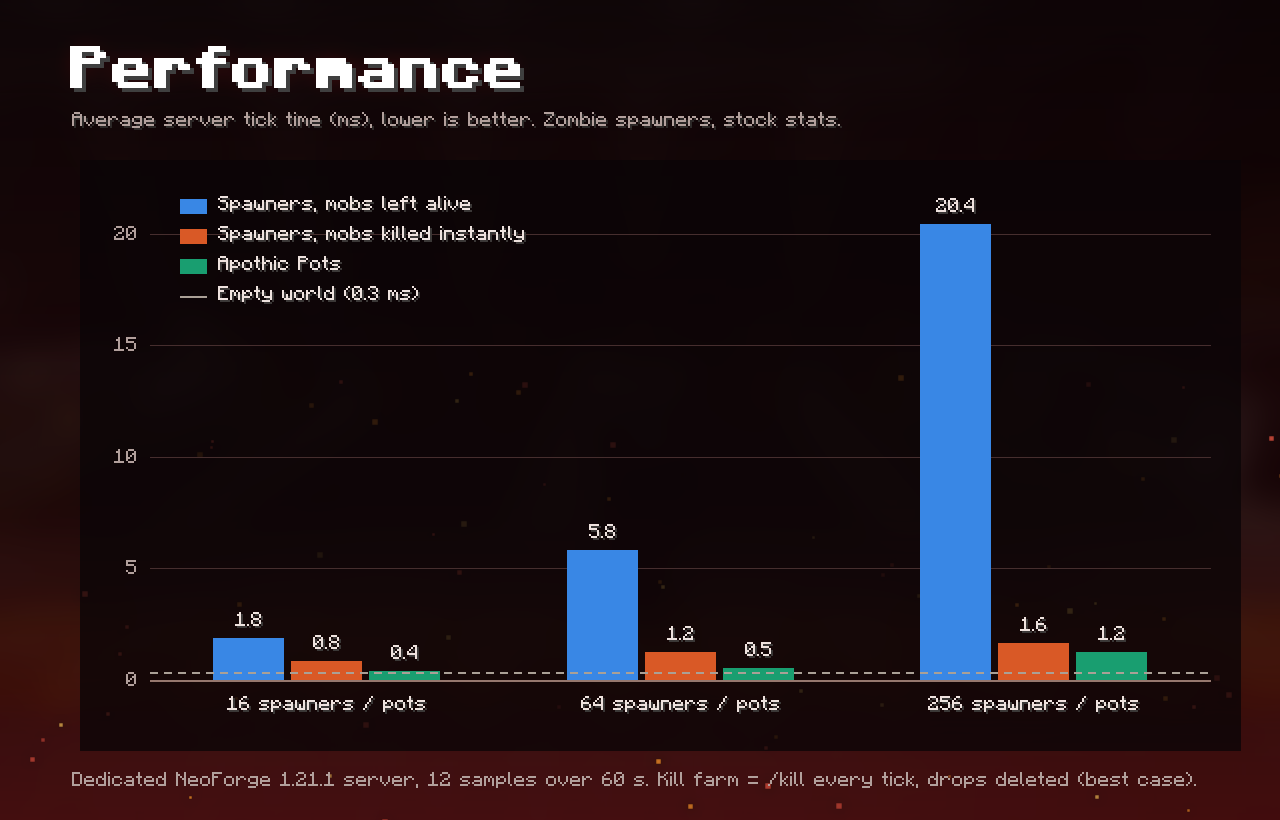 Performance
Average server tick time (ms), lower is better. Zombie spawners, stock stats.
Spawners, mobs left alive
Spawners, mobs killed instantly
Apothic Pots
Empty world (0.3 ms)
20
15
10
5
0
1.8
0.8
0.4
5.8
1.2
0.5
20.4
1.6
1.2
16 spawners / pots
64 spawners / pots
256 spawners / pots
Dedicated NeoForge 1.21.1 server, 12 samples over 60 s. Kill farm = /kill every tick, drops deleted (best case).